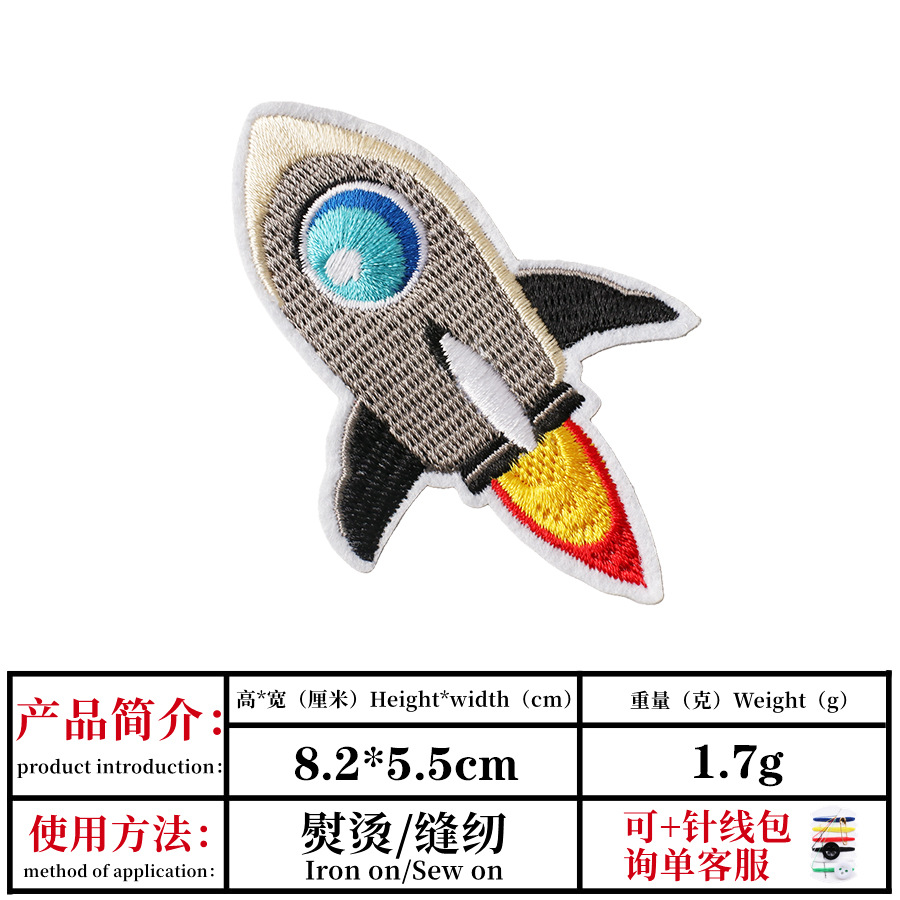 产品简介:
product introduction:
高*宽（厘米）Height*width（cm）
重量（克）Weight（g）
8.2*5.5cm
1.7g
使用方法:
method of application:
熨烫/缝纫
Iron on/Sew on
可+针线包
询单客服